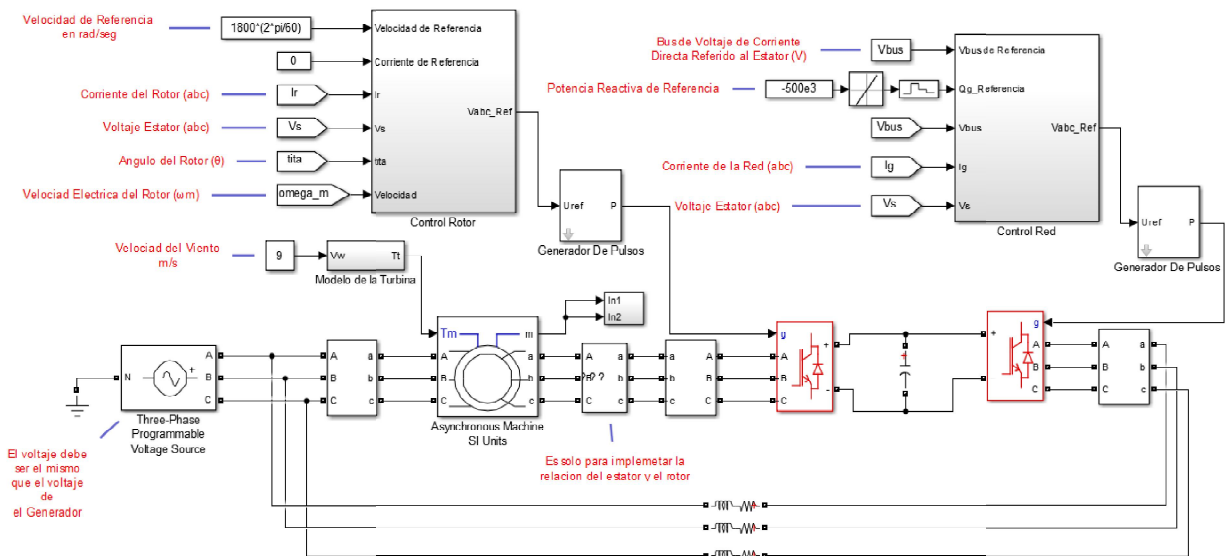 Velocidad de Referencia
en rad/seg
1800*(2*pi/60)
Velocidad de Referencia
0
Corriente de Referencia
Corriente del Rotor (abc)
Ir
Ir
Voltaje Estator (abc)
Vs
Vs
Angulo del Rotor (θ)
tita
tita
Velociad Electrica del Rotor (ωm)
omega_m
Velocidad
Vabc_Ref
Control Rotor
Uref
P
Generador De Pulsos
Bus de Voltaje de Corriente
Directa Referido al Estator (V)
Vbus
Vbus de Referencia
Potencia Reactiva de Referencia
-500e3
Qg_Referencia
Vbus
Vbus
Corriente de la Red (abc)
Ig
Ig
Voltaje Estator (abc)
Vs
Vs
Vabc_Ref
Control Red
Uref
P
Generador De Pulsos
Velociad del Viento
m/s
9
Vw
Tt
Modelo de la Turbina
In1
In2
Tm
m
A
B
C
a
b
c
Asynchronous Machine
SI Units
N
+
A
B
C
Three-Phase
Programmable
Voltage Source
A
B
C
a
b
c
A
B
C
a
b
c
? ? ?
A
B
C
a
b
c
g
A
B
C
+
-
+
g
+
-
A
B
C
A
B
C
a
b
c
El voltaje debe
ser el mismo
que el voltaje
de
el Generador
Es solo para implemetar la
relacion del estator y el rotor